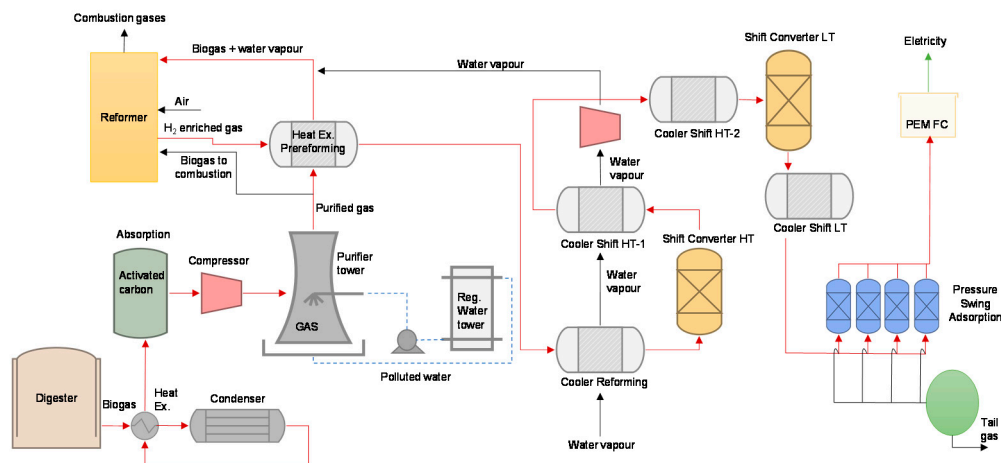 Combustion gases
Biogas + water vapour
Water vapour
Shift Converter LT
Eletricity
Reformer
Air
H₂ enriched gas
Heat Ex.
Prereforming
Cooler Shift HT-2
PEM FC
Biogas to
combustion
Water
vapour
Purified gas
Cooler Shift LT
Absorption
Activated
carbon
Compressor
Purifier
tower
GAS
Reg.
Water
tower
Cooler Shift HT-1
Shift Converter HT
Water
vapour
Pressure
Swing
Adsorption
Polluted water
Cooler Reforming
Digester
Biogas
Heat
Ex.
Condenser
Water vapour
Tail
gas